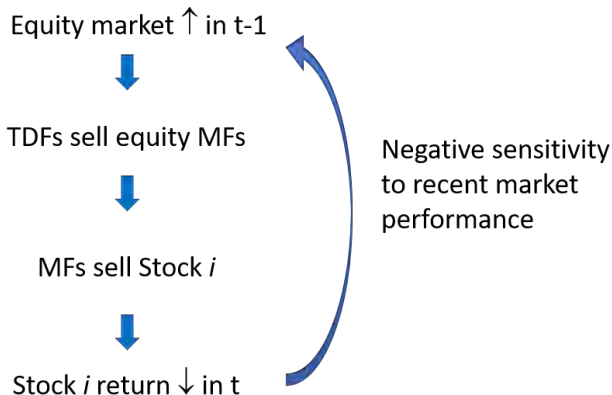 Equity market ↑ in t-1
TDFs sell equity MFs
Negative sensitivity
to recent market
performance
MFs sell Stock i
Stock i return ↓ in t